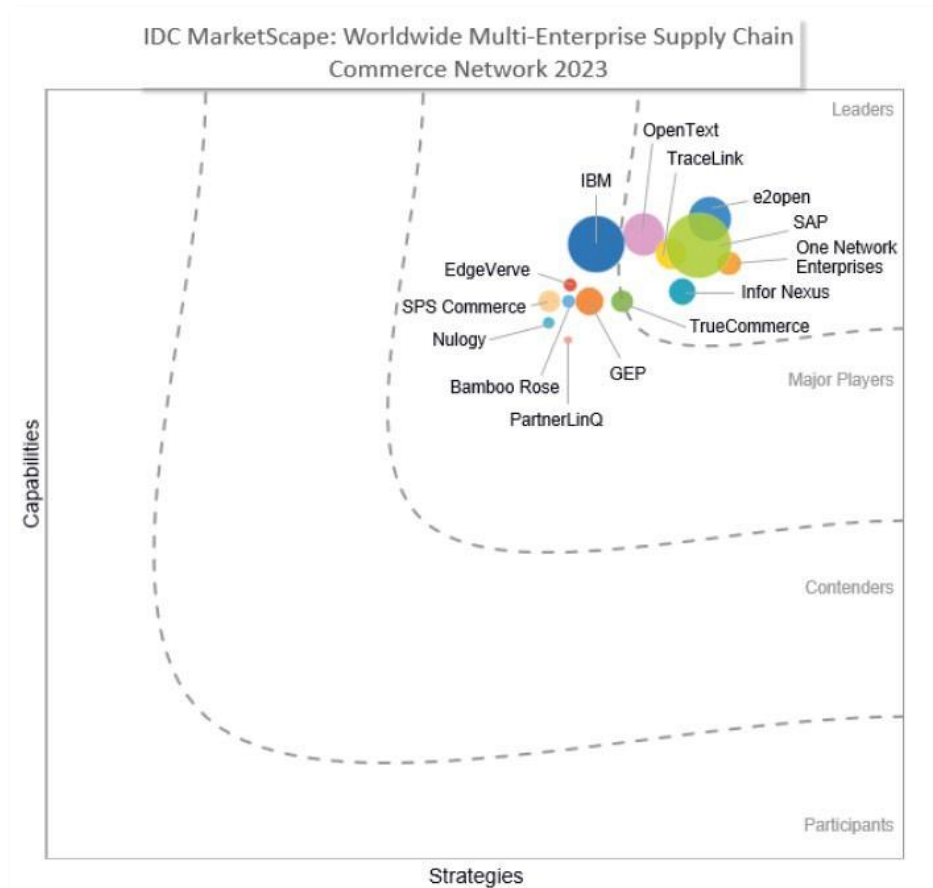 IDC MarketScape: Worldwide Multi-Enterprise Supply Chain
Commerce Network 2023
Leaders
OpenText
TraceLink
IBM
e2open
SAP
One Network
Enterprises
EdgeVerve
Infor Nexus
SPS Commerce
TrueCommerce
Nulogy
GEP
Major Players
Bamboo Rose
PartnerLinQ
Capabilities
Contenders
Participants
Strategies